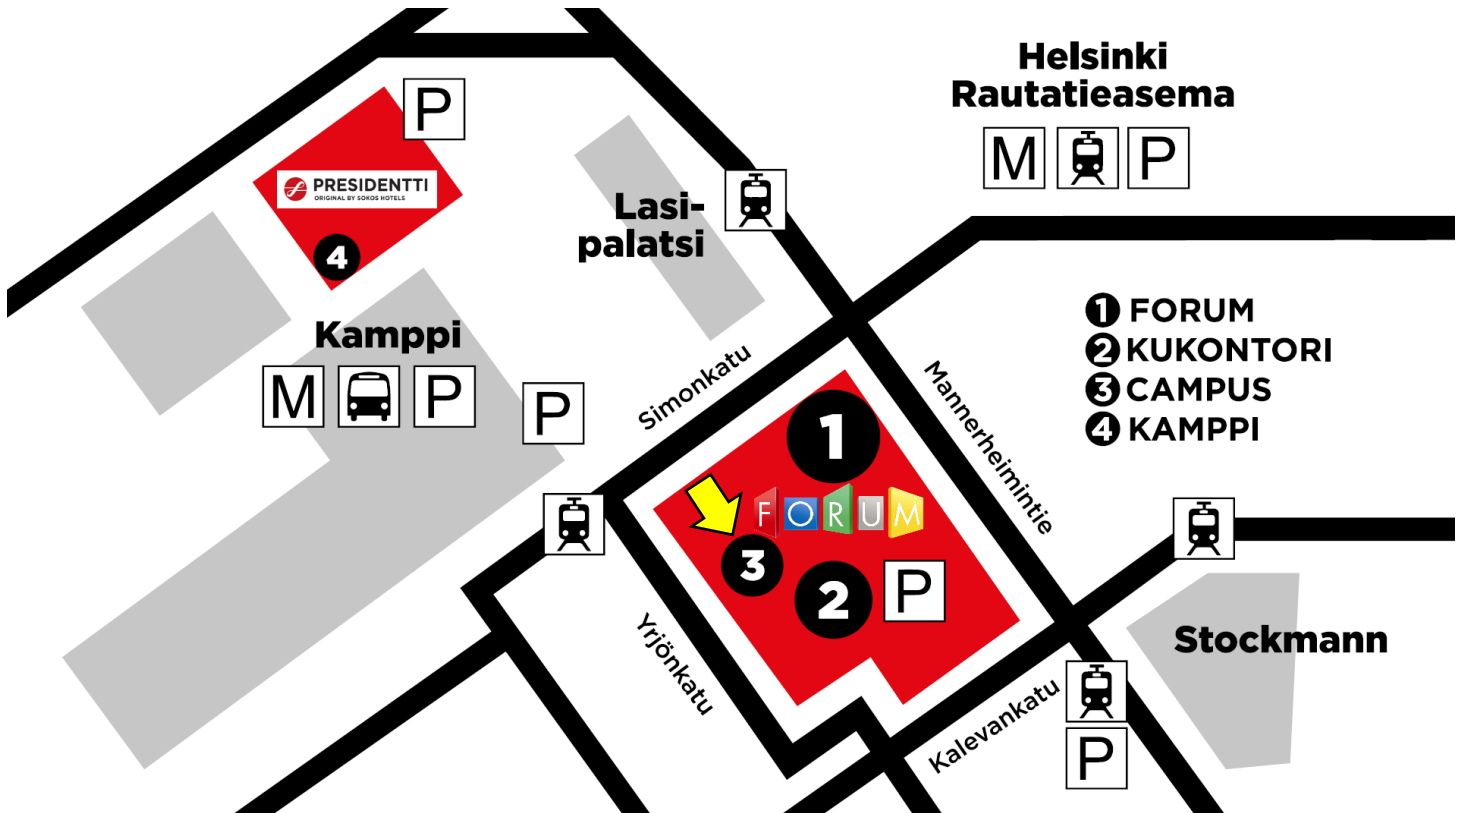 Helsinki
Rautatieasema
M P
P
PRESIDENTTI
ORIGINAL BY SOKOS HOTELS
4
Lasi-
palatsi
Kamppi
M P
P
1 FORUM
2 KUKONTORI
3 CAMPUS
4 KAMPPI
Simonkatu
Mannerheimintie
1
FORUM
3
2
P
Yrjönkatu
Kalevankatu
Stockmann
P